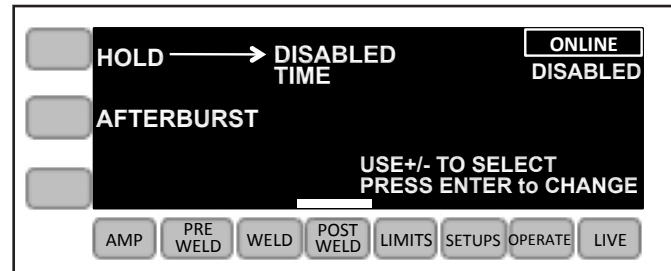 HOLD DISABLED
TIME
ONLINE
DISABLED
AFTERBURST
USE+/- TO SELECT
PRESS ENTER to CHANGE
AMP PRE WELD WELD POST WELD LIMITS SETUPS OPERATE LIVE